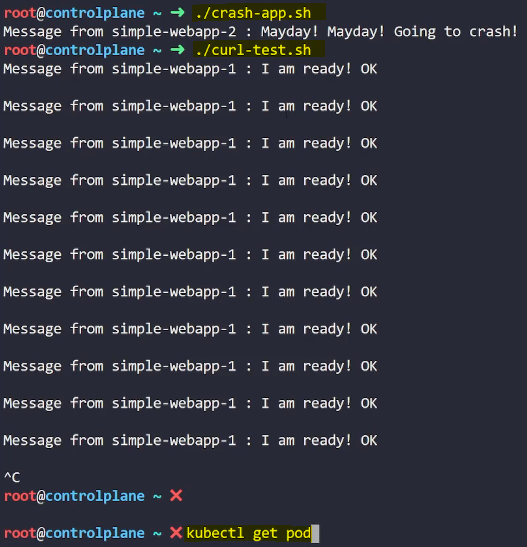 root@controlplane ~ ➜ ./crash-app.sh
Message from simple-webapp-2 : Mayday! Mayday! Going to crash!
root@controlplane ~ ➜ ./curl-test.sh
Message from simple-webapp-1 : I am ready! OK
Message from simple-webapp-1 : I am ready! OK
Message from simple-webapp-1 : I am ready! OK
Message from simple-webapp-1 : I am ready! OK
Message from simple-webapp-1 : I am ready! OK
Message from simple-webapp-1 : I am ready! OK
Message from simple-webapp-1 : I am ready! OK
Message from simple-webapp-1 : I am ready! OK
Message from simple-webapp-1 : I am ready! OK
Message from simple-webapp-1 : I am ready! OK
Message from simple-webapp-1 : I am ready! OK
^C
root@controlplane ~ ✖
root@controlplane ~ ✖ kubectl get pod